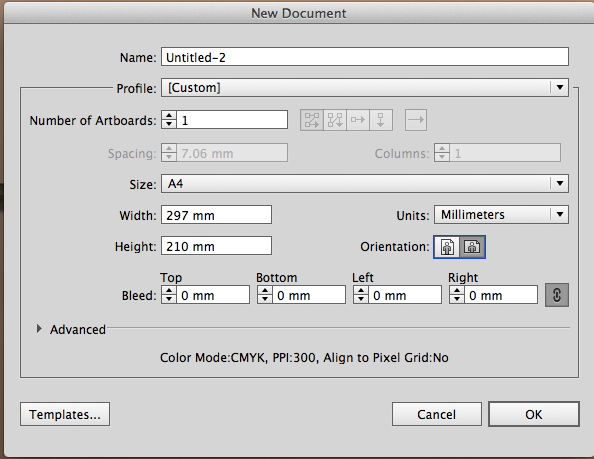 New Document
Name: Untitled-2
Profile: [Custom]
Number of Artboards: 1
Spacing: 7.06 mm Columns: 1
Size: A4
Width: 297 mm Units: Millimeters
Height: 210 mm Orientation:
Top Bottom Left Right
Bleed: 0 mm 0 mm 0 mm 0 mm
Advanced
Color Mode:CMYK, PPI:300, Align to Pixel Grid:No
Templates... Cancel OK